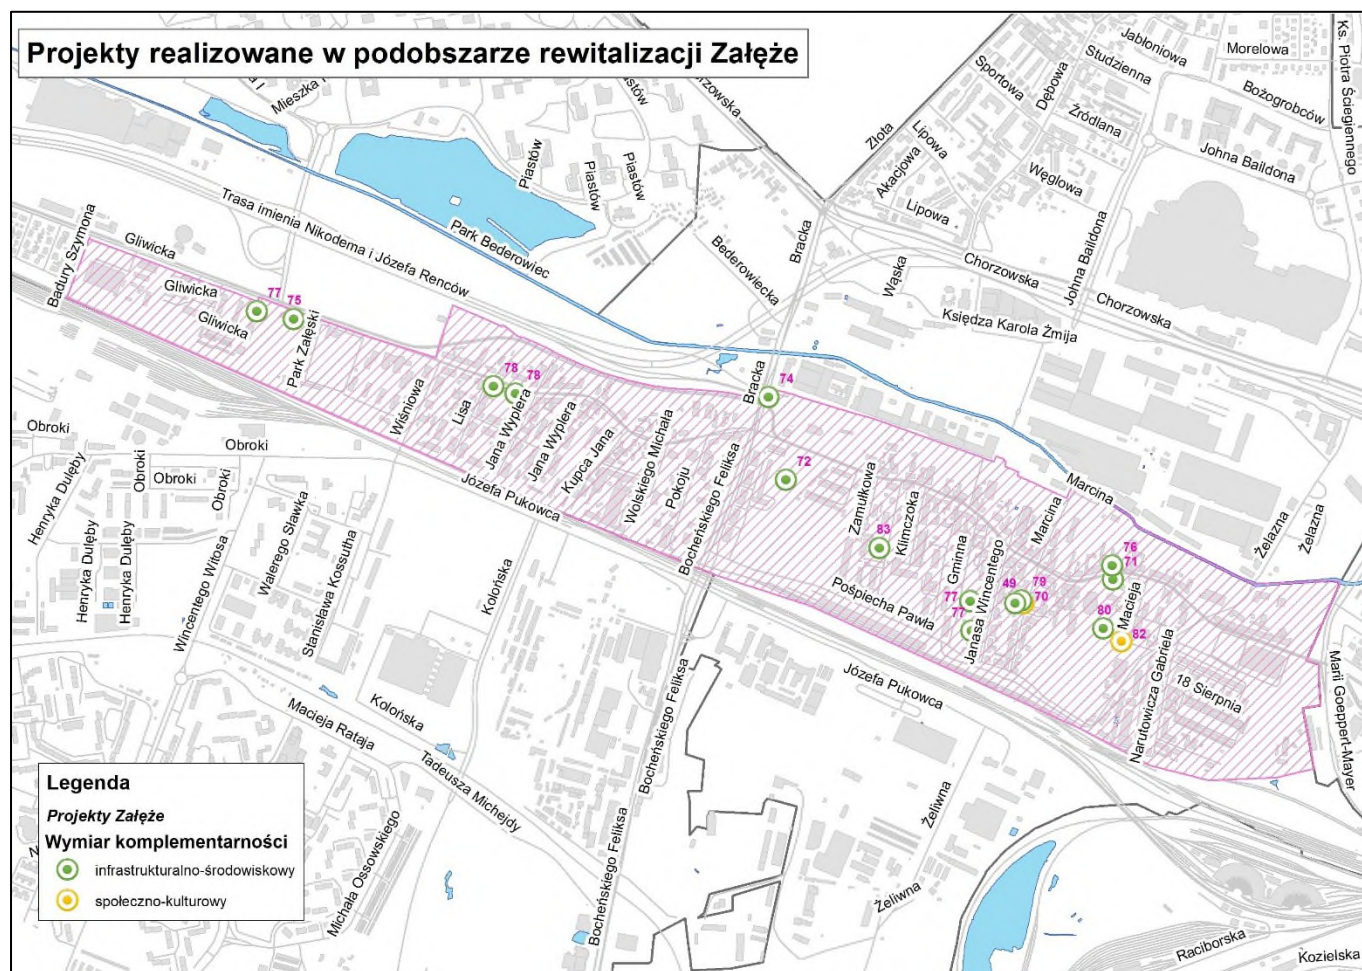 Projekty realizowane w podobszarze rewitalizacji Załęże
Mieszka I
Piastów
Piastów
Piastów
Piastów
Złota
Sportowa
Dębowa
Studzienna
Jabłoniowa
Morelowa
Ks. Piotra Ściegiennego
Bożogrobców
Źródlana
Lipowa
Akacjowa
Węglowa
Johna Baildona
Lipowa
Trasa imienia Nikodema i Józefa Renców
Park Bederowiec
Bederowiecka
Bracka
Wąska
Chorzowska
Johna Baildona
Chorzowska
Księdza Karola Żmija
Badury Szymona
Gliwicka
Gliwicka
Gliwicka
77
75
Park Załęski
Wiśniowa
Lisa
78
78
Jana Wyplera
Jana Wyplera
Kupca Jana
Wolskiego Michała
Pokoju
Bocheńskiego Feliksa
Bracka
74
72
Zamułkowa
83
Klimczoka
Marcina
Marcina
Żelazna
Żelazna
Gminna
Janasa Wincentego
77
77
49
79
70
76
71
80
Macieja
82
Pośpiecha Pawła
Narutowicza Gabriela
18 Sierpnia
Marii Goeppert-Mayer
Obroki
Obroki
Obroki
Obroki
Obroki
Henryka Dulęby
Henryka Dulęby
Henryka Dulęby
Wincentego Witosa
Walerego Sławka
Stanisława Kossutha
Józefa Pukowca
Józefa Pukowca
Kolońska
Kolońska
Macieja Rataja
Tadeusza Michejdy
Michała Ossowskiego
Bocheńskiego Feliksa
Bocheńskiego Feliksa
Żeliwna
Żeliwna
Raciborska
Kozielska
Legenda
Projekty Załęże
Wymiar komplementarności
infrastrukturalno-środowiskowy
społeczno-kulturowy